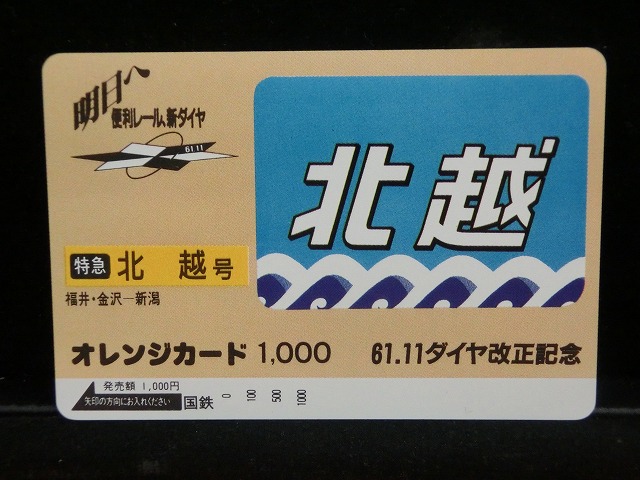 明日へ
便利レール、新ダイヤ
61.11
北越
特急 北越号
福井・金沢―新潟
オレンジカード 1,000 61.11ダイヤ改正記念
発売額 1,000円
矢印の方向にお入れください 国鉄 0 100 500 1000